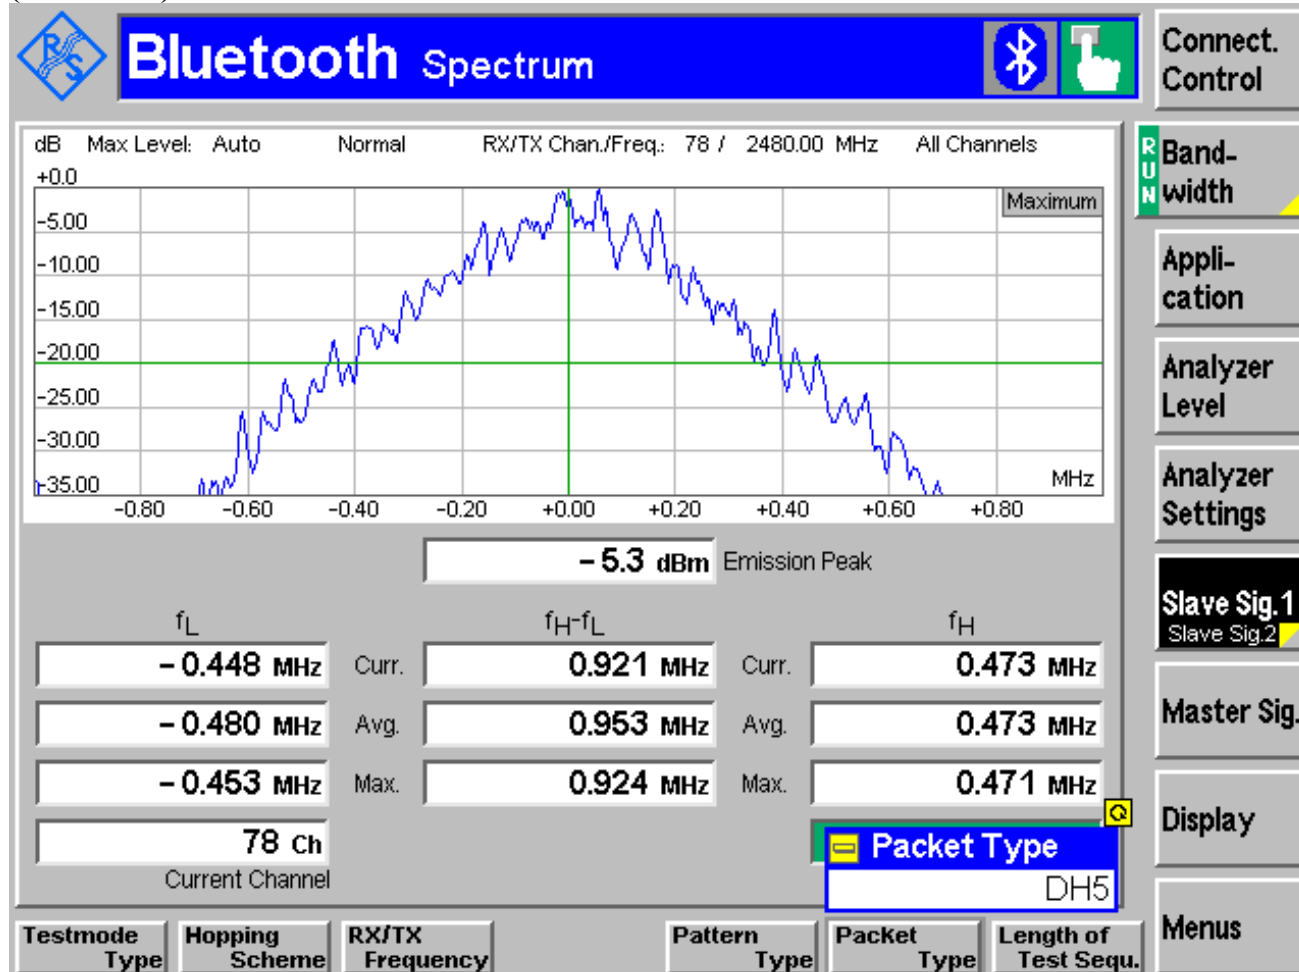 R S
Bluetooth Spectrum
Connect. Control
dB Max Level: Auto Normal RX/TX Chan./Freq.: 78 / 2480.00 MHz All Channels
+0.0
Maximum
-5.00
-10.00
-15.00
-20.00
-25.00
-30.00
-35.00
MHz
-0.80 -0.60 -0.40 -0.20 +0.00 +0.20 +0.40 +0.60 +0.80
-5.3 dBm Emission Peak
fL fH-fL fH
-0.448 MHz Curr. 0.921 MHz Curr. 0.473 MHz
-0.480 MHz Avg. 0.953 MHz Avg. 0.473 MHz
-0.453 MHz Max. 0.924 MHz Max. 0.471 MHz
78 Ch
Current Channel
Packet Type
DH5
RUN
Band-
width
Appli-
cation
Analyzer
Level
Analyzer
Settings
Slave Sig.1
Slave Sig.2
Master Sig.
Display
Menus
Testmode
Type
Hopping
Scheme
RX/TX
Frequency
Pattern
Type
Packet
Type
Length of
Test Sequ.